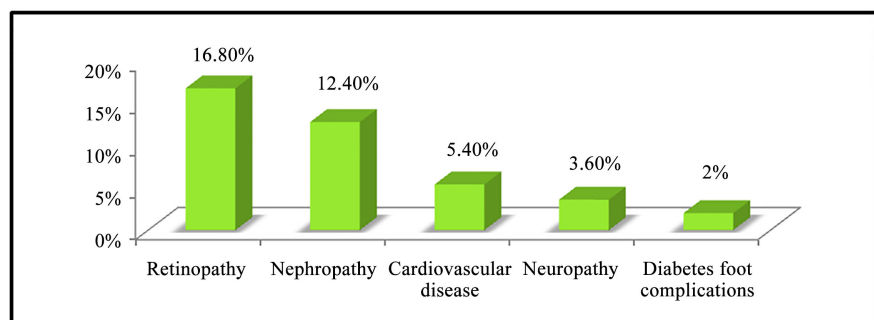 16.80%
20%
12.40%
15%
10%
5.40%
3.60%
2%
5%
0%
Retinopathy
Nephropathy
Cardiovascular
disease
Neuropathy
Diabetes foot
complications